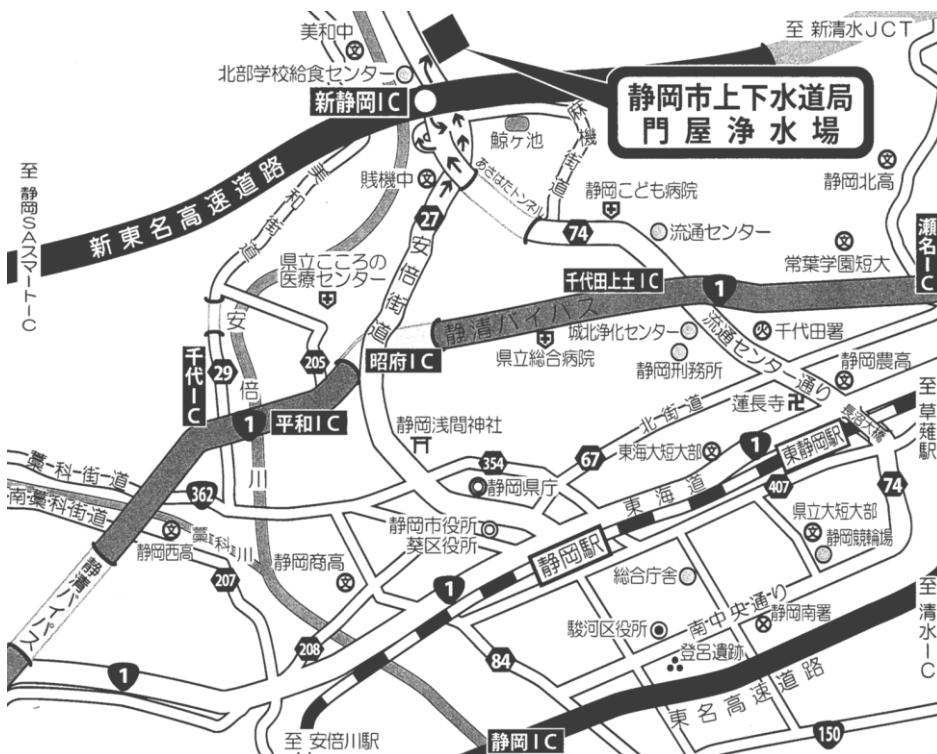 美和中
至 新清水JCT
北部学校給食センター
新静岡IC
静岡市上下水道局
門屋浄水場
鯨ヶ池
麻機街道
至 静岡SAスマートIC
新東名高速道路
美和街道
賎機中
あさはたトンネル
静岡こども病院
静岡北高
瀬名IC
27
安倍街道
74
流通センター
常葉学園短大
県立こころの
医療センター
千代田上土IC
1
静清バイパス
城北浄化センター
流通センター通り
千代田署
千代IC
29
安倍川
205
昭府IC
県立総合病院
静岡刑務所
静岡農高
1
平和IC
静岡浅間神社
北街道
蓮長寺
長沼大橋
至 草薙駅
藁科街道
362
354
67
東海大短大部
1
東静岡駅
南藁科街道
静岡県庁
東海道
407
74
静岡西高
藁科川
静岡市役所
葵区役所
静岡駅
県立大短大部
静岡競輪場
静清バイパス
207
静岡商高
1
総合庁舎
南中央通り
静岡南署
至 清水IC
208
駿河区役所
登呂遺跡
1
84
東名高速道路
至 安倍川駅
静岡IC
150